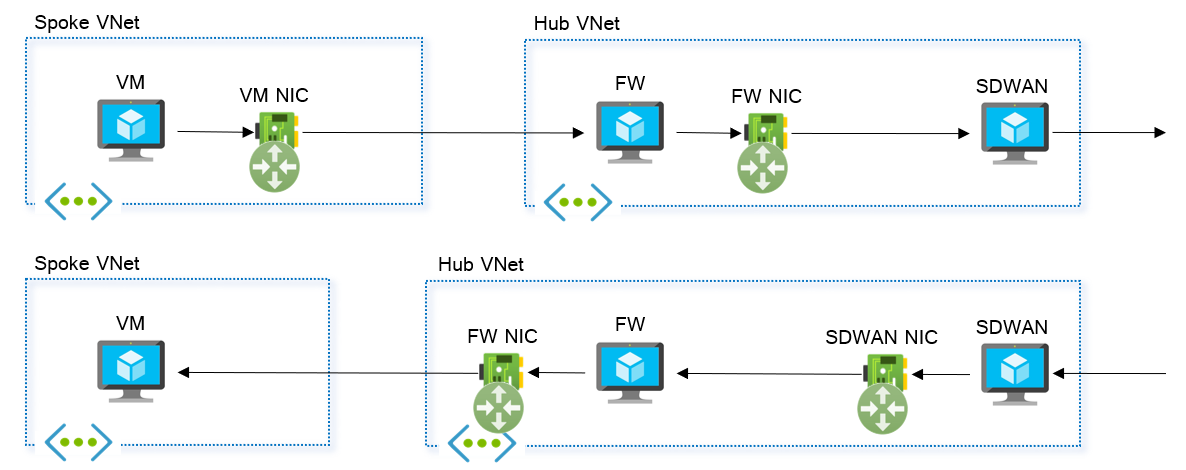 Spoke VNet
Hub VNet
VM
VM NIC
FW
FW NIC
SDWAN
Spoke VNet
Hub VNet
VM
FW NIC
FW
SDWAN NIC
SDWAN